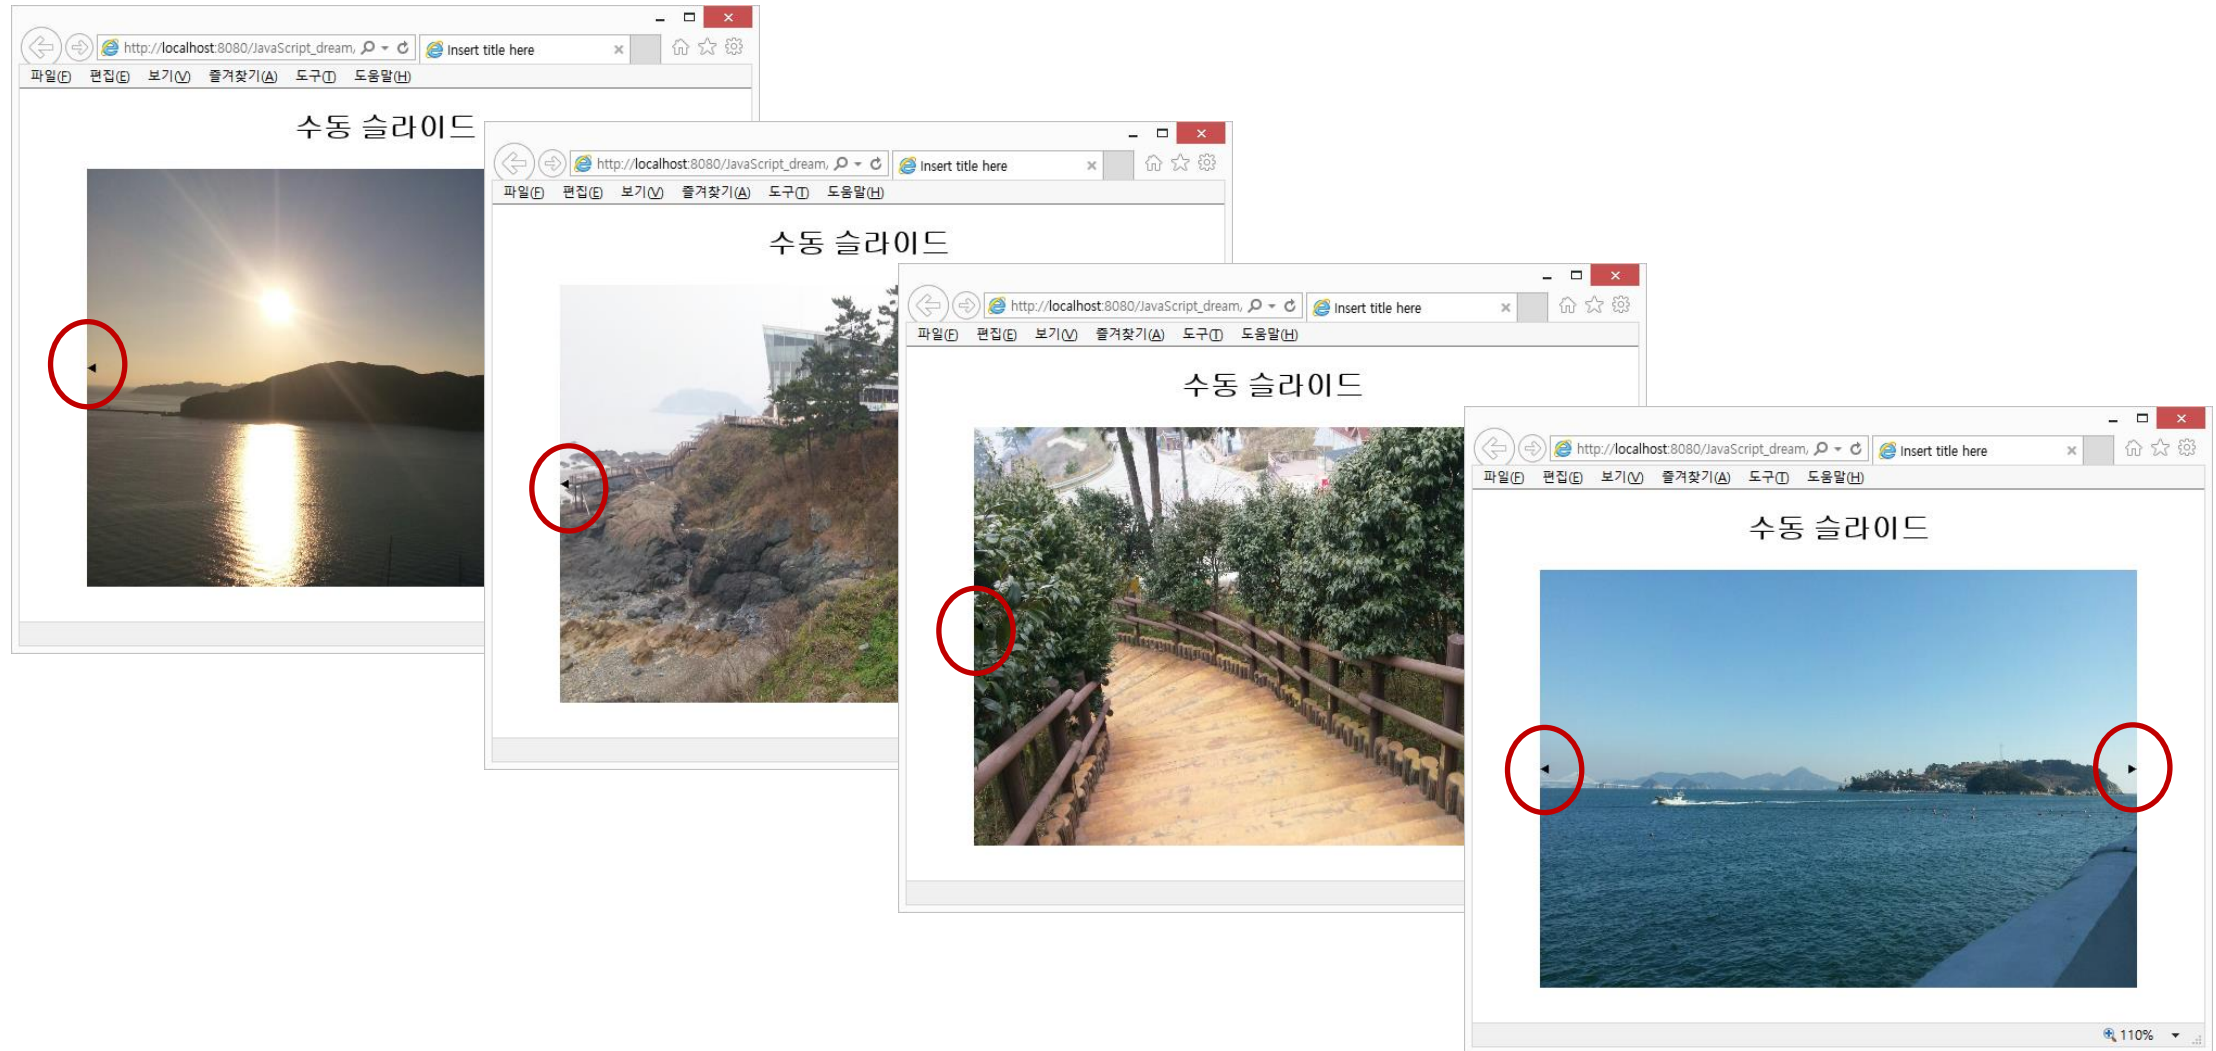 http://localhost:8080/JavaScript_dream, Insert title here
파일(F) 편집(E) 보기(V) 즐겨찾기(A) 도구(T) 도움말(H)
수동 슬라이드
http://localhost:8080/JavaScript_dream, Insert title here
파일(F) 편집(E) 보기(V) 즐겨찾기(A) 도구(T) 도움말(H)
수동 슬라이드
http://localhost:8080/JavaScript_dream, Insert title here
파일(F) 편집(E) 보기(V) 즐겨찾기(A) 도구(T) 도움말(H)
수동 슬라이드
http://localhost:8080/JavaScript_dream, Insert title here
파일(F) 편집(E) 보기(V) 즐겨찾기(A) 도구(T) 도움말(H)
수동 슬라이드
110%